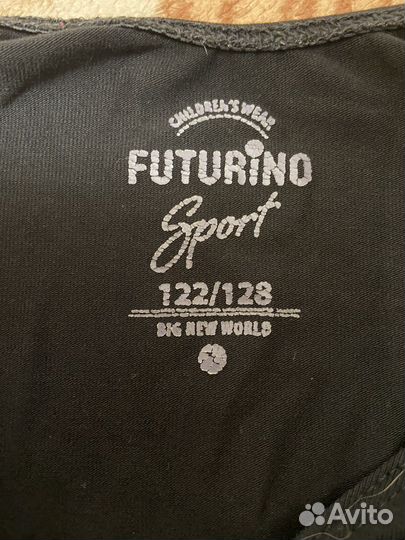 CHILDREN'S WEAR
FUTURiNO
Sport
122/128
BIG NEW WORLD
Avito